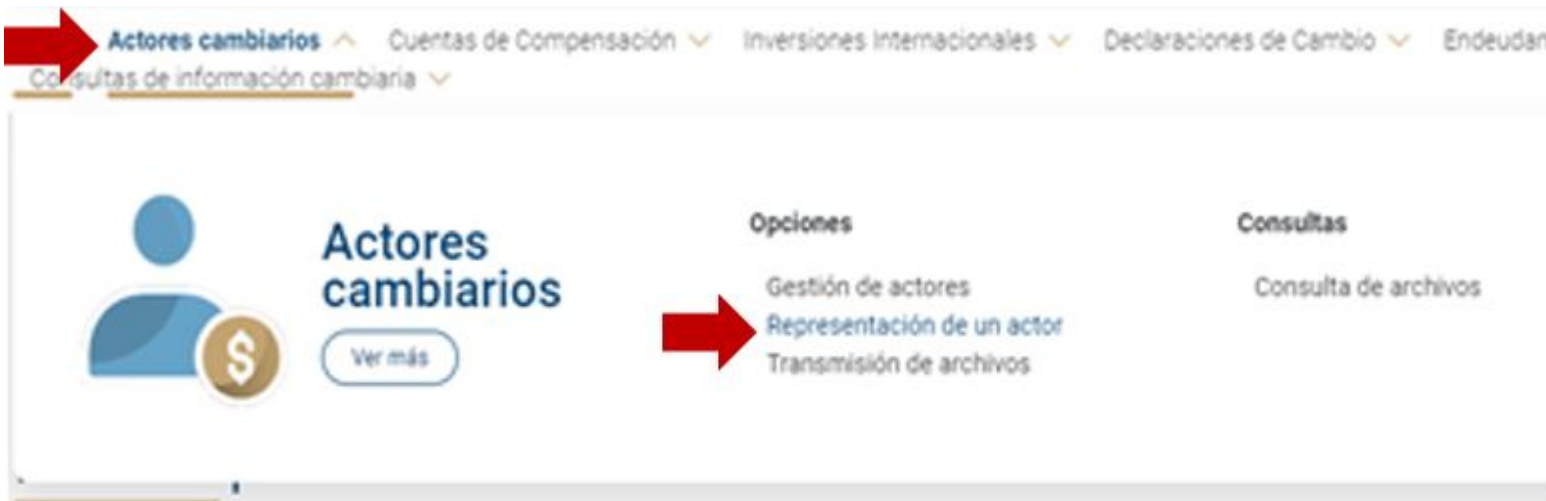 Actores cambiarios Cuentas de Compensación Inversiones Internacionales Declaraciones de Cambio Endeudar
Consultas de información cambiaria
Actores
cambiarios
Ver más
Opciones
Gestión de actores
Representación de un actor
Transmisión de archivos
Consultas
Consulta de archivos
$